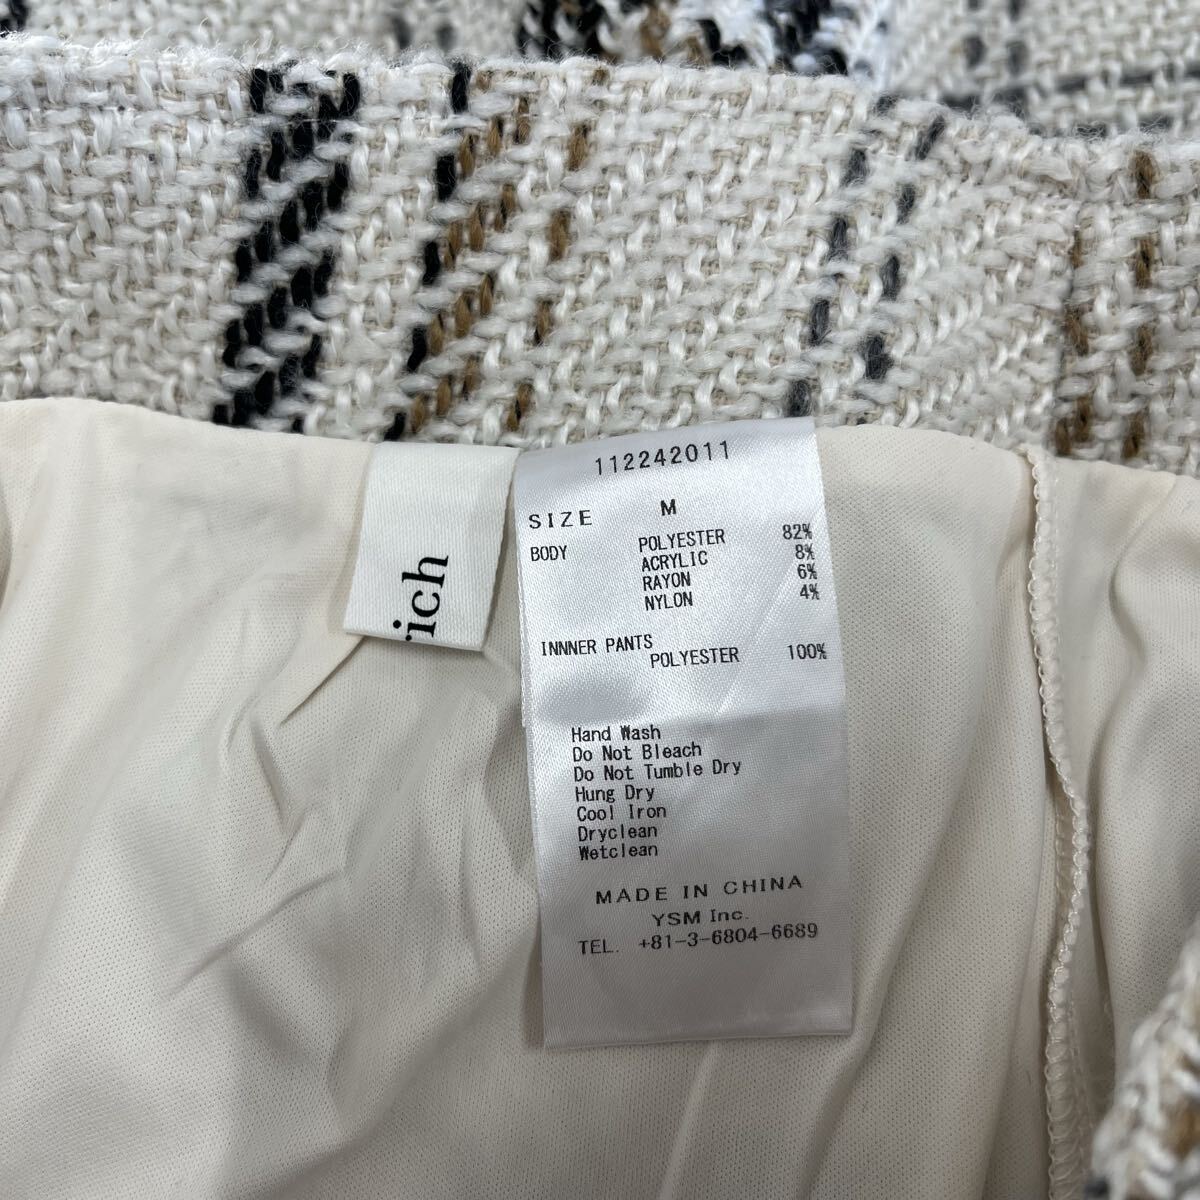 112242011
SIZE M
BODY POLYESTER 82%
ACRYLIC 8%
RAYON 6%
NYLON 4%
INNNER PANTS
POLYESTER 100%
Hand Wash
Do Not Bleach
Do Not Tumble Dry
Hung Dry
Cool Iron
Dryclean
Wetclean
MADE IN CHINA
YSM Inc.
TEL. +81-3-6804-6689
rich